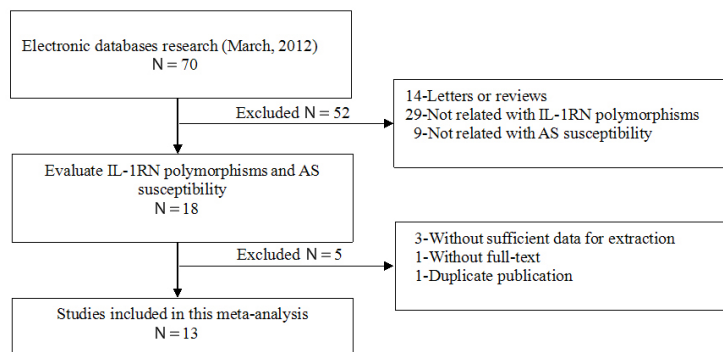 Electronic databases research (March, 2012)
N = 70
Excluded N = 52
14-Letters or reviews
29-Not related with IL-1RN polymorphisms
9-Not related with AS susceptibility
Evaluate IL-1RN polymorphisms and AS
susceptibility
N = 18
Excluded N = 5
3-Without sufficient data for extraction
1-Without full-text
1-Duplicate publication
Studies included in this meta-analysis
N = 13